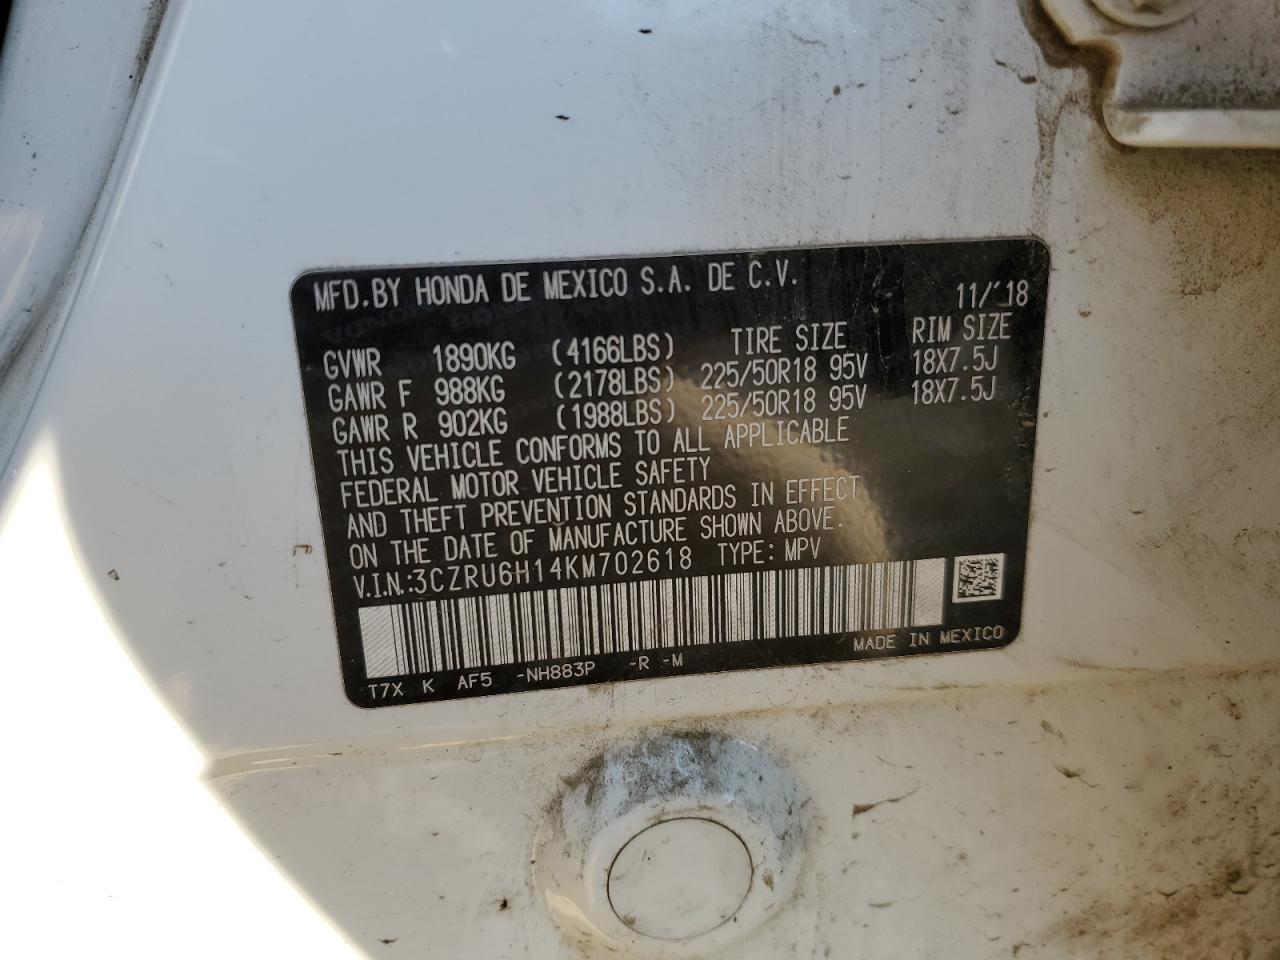 MFD.BY HONDA DE MEXICO S.A. DE C.V. 11/18
TIRE SIZE RIM SIZE
GVWR 1890KG (4166LBS)
GAWR F 988KG (2178LBS) 225/50R18 95V 18X7.5J
GAWR R 902KG (1988LBS) 225/50R18 95V 18X7.5J
THIS VEHICLE CONFORMS TO ALL APPLICABLE
FEDERAL MOTOR VEHICLE SAFETY
AND THEFT PREVENTION STANDARDS IN EFFECT
ON THE DATE OF MANUFACTURE SHOWN ABOVE.
V.I.N.:3CZRU6H14KM702618 TYPE: MPV
MADE IN MEXICO
T7X K AF5 -NH883P -R -M